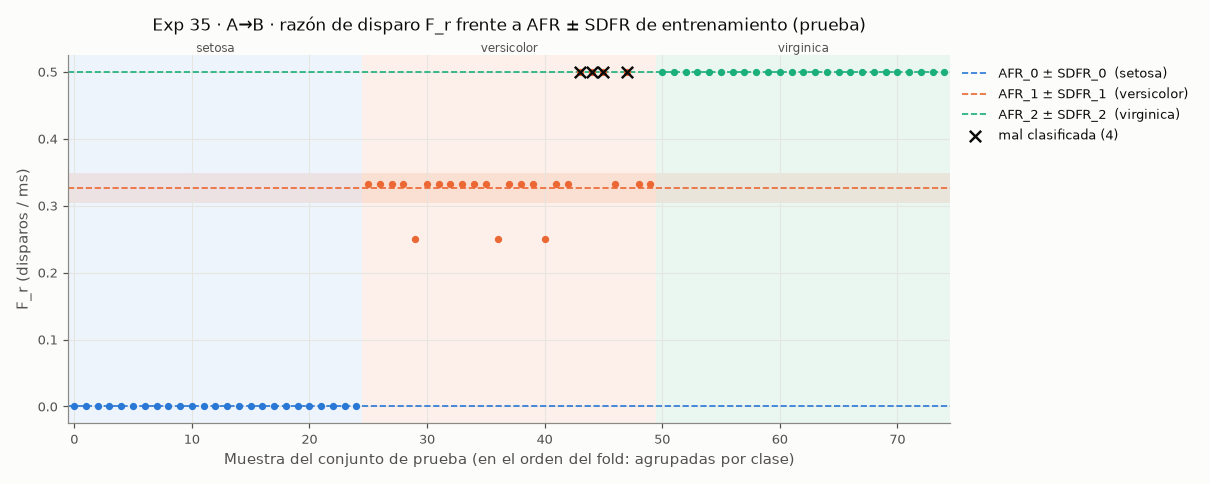 Exp 35 · A→B · razón de disparo F_r frente a AFR ± SDFR de entrenamiento (prueba)
setosa versicolor virginica
F_r (disparos / ms)
0.5
0.4
0.3
0.2
0.1
0.0
0 10 20 30 40 50 60 70
Muestra del conjunto de prueba (en el orden del fold: agrupadas por clase)
AFR_0 ± SDFR_0 (setosa)
AFR_1 ± SDFR_1 (versicolor)
AFR_2 ± SDFR_2 (virginica)
mal clasificada (4)